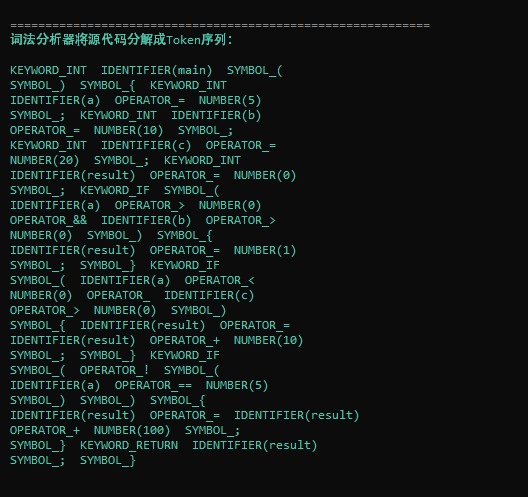 ============================================================
词法分析器将源代码分解成Token序列：
KEYWORD_INT  IDENTIFIER(main)  SYMBOL_(
SYMBOL_)  SYMBOL_{  KEYWORD_INT
IDENTIFIER(a)  OPERATOR_=  NUMBER(5)
SYMBOL_;  KEYWORD_INT  IDENTIFIER(b)
OPERATOR_=  NUMBER(10)  SYMBOL_;
KEYWORD_INT  IDENTIFIER(c)  OPERATOR_=
NUMBER(20)  SYMBOL_;  KEYWORD_INT
IDENTIFIER(result)  OPERATOR_=  NUMBER(0)
SYMBOL_;  KEYWORD_IF  SYMBOL_(
IDENTIFIER(a)  OPERATOR_>  NUMBER(0)
OPERATOR_&&  IDENTIFIER(b)  OPERATOR_>
NUMBER(0)  SYMBOL_)  SYMBOL_{
IDENTIFIER(result)  OPERATOR_=  NUMBER(1)
SYMBOL_;  SYMBOL_}  KEYWORD_IF
SYMBOL_(  IDENTIFIER(a)  OPERATOR_<
NUMBER(0)  OPERATOR_  IDENTIFIER(c)
OPERATOR_>  NUMBER(0)  SYMBOL_)
SYMBOL_{  IDENTIFIER(result)  OPERATOR_=
IDENTIFIER(result)  OPERATOR_+  NUMBER(10)
SYMBOL_;  SYMBOL_}  KEYWORD_IF
SYMBOL_(  OPERATOR_!  SYMBOL_(
IDENTIFIER(a)  OPERATOR_==  NUMBER(5)
SYMBOL_)  SYMBOL_)  SYMBOL_{
IDENTIFIER(result)  OPERATOR_=  IDENTIFIER(result)
OPERATOR_+  NUMBER(100)  SYMBOL_;
SYMBOL_}  KEYWORD_RETURN  IDENTIFIER(result)
SYMBOL_;  SYMBOL_}